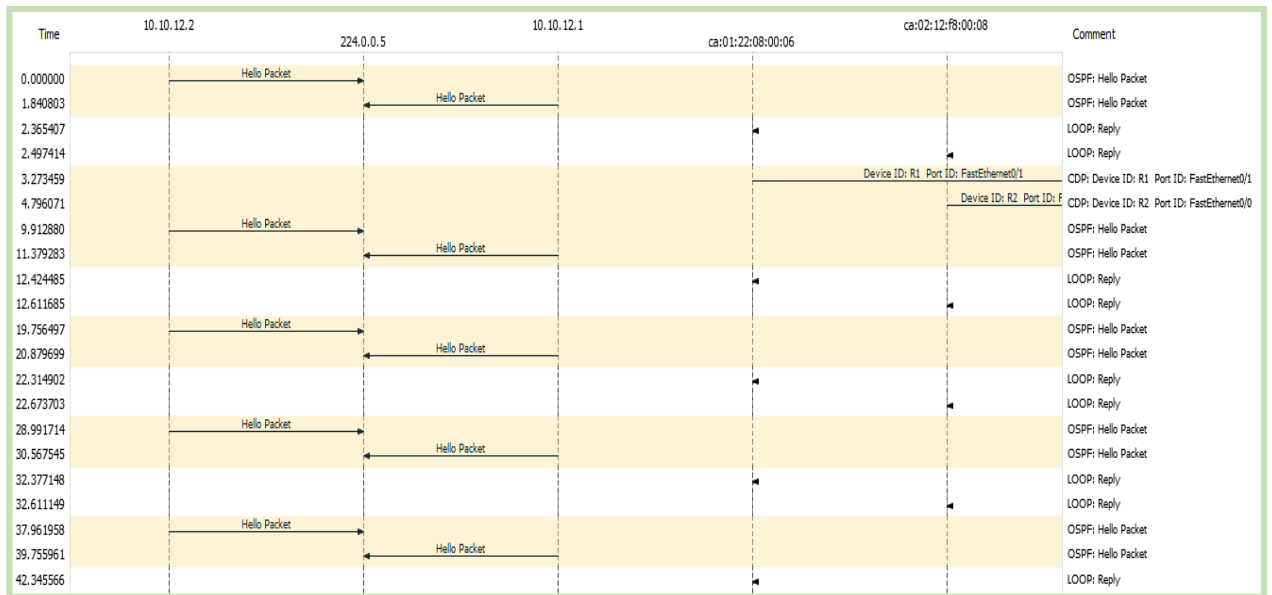 Time 10.10.12.2 224.0.0.5 10.10.12.1 ca:01:22:08:00:06 ca:02:12:f8:00:08 Comment
0.000000 Hello Packet OSPF: Hello Packet
1.840803 Hello Packet OSPF: Hello Packet
2.365407 LOOP: Reply
2.497414 LOOP: Reply
3.273459 Device ID: R1 Port ID: FastEthernet0/1 CDP: Device ID: R1 Port ID: FastEthernet0/1
4.796071 Device ID: R2 Port ID: F CDP: Device ID: R2 Port ID: FastEthernet0/0
9.912880 Hello Packet OSPF: Hello Packet
11.379283 Hello Packet OSPF: Hello Packet
12.424485 LOOP: Reply
12.611685 LOOP: Reply
19.756497 Hello Packet OSPF: Hello Packet
20.879699 Hello Packet OSPF: Hello Packet
22.314902 LOOP: Reply
22.673703 LOOP: Reply
28.991714 Hello Packet OSPF: Hello Packet
30.567545 Hello Packet OSPF: Hello Packet
32.377148 LOOP: Reply
32.611149 LOOP: Reply
37.961958 Hello Packet OSPF: Hello Packet
39.755961 Hello Packet OSPF: Hello Packet
42.345566 LOOP: Reply